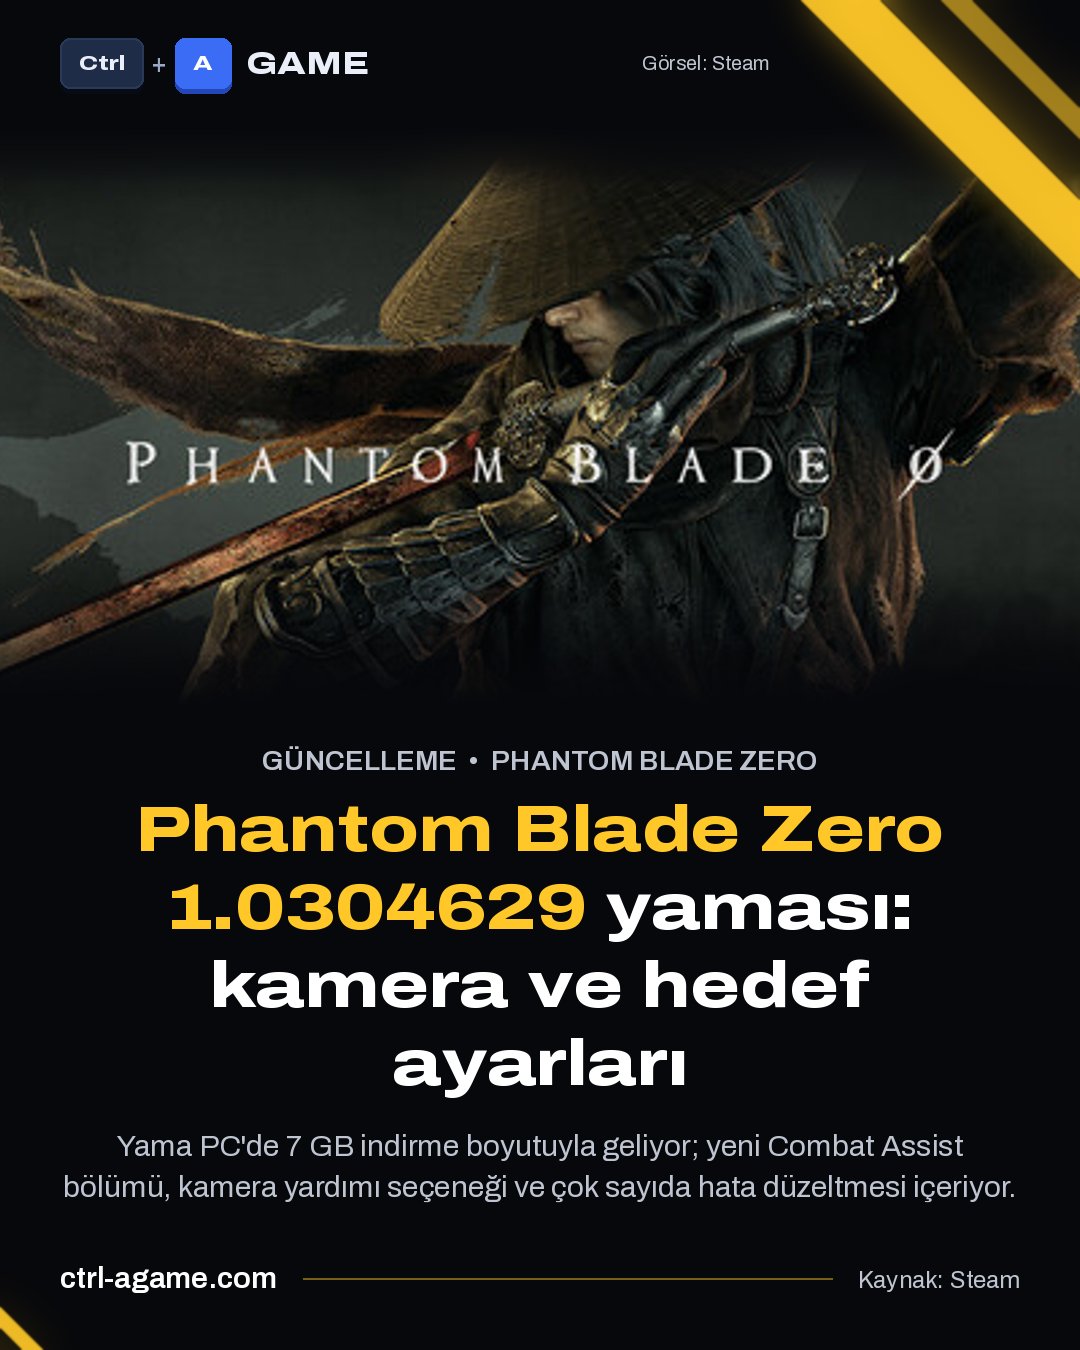 Ctrl + A GAME
Görsel: Steam
PHANTOM BLADE 0
GÜNCELLEME • PHANTOM BLADE ZERO
Phantom Blade Zero
1.0304629 yaması:
kamera ve hedef
ayarları
Yama PC'de 7 GB indirme boyutuyla geliyor; yeni Combat Assist
bölümü, kamera yardımı seçeneği ve çok sayıda hata düzeltmesi içeriyor.
ctrl-agame.com
Kaynak: Steam